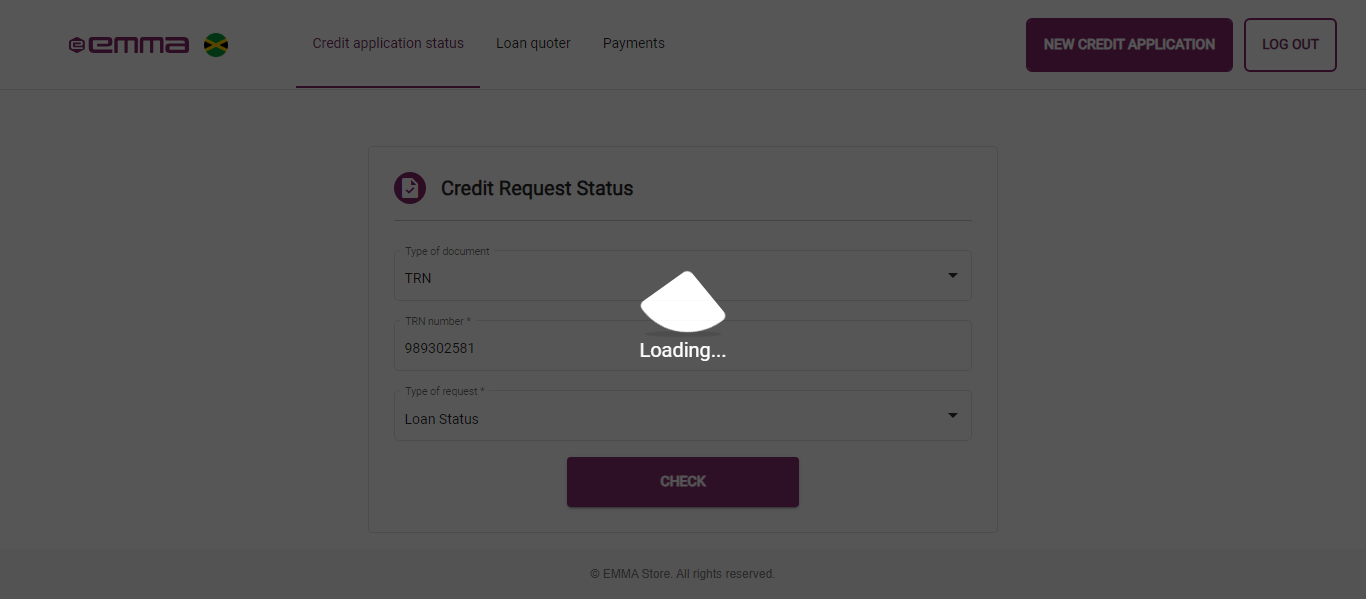 emma
Credit application status
Loan quoter
Payments
NEW CREDIT APPLICATION
LOG OUT
Credit Request Status
Type of document
TRN
TRN number *
989302581
Loading...
Type of request *
Loan Status
CHECK
© EMMA Store. All rights reserved.